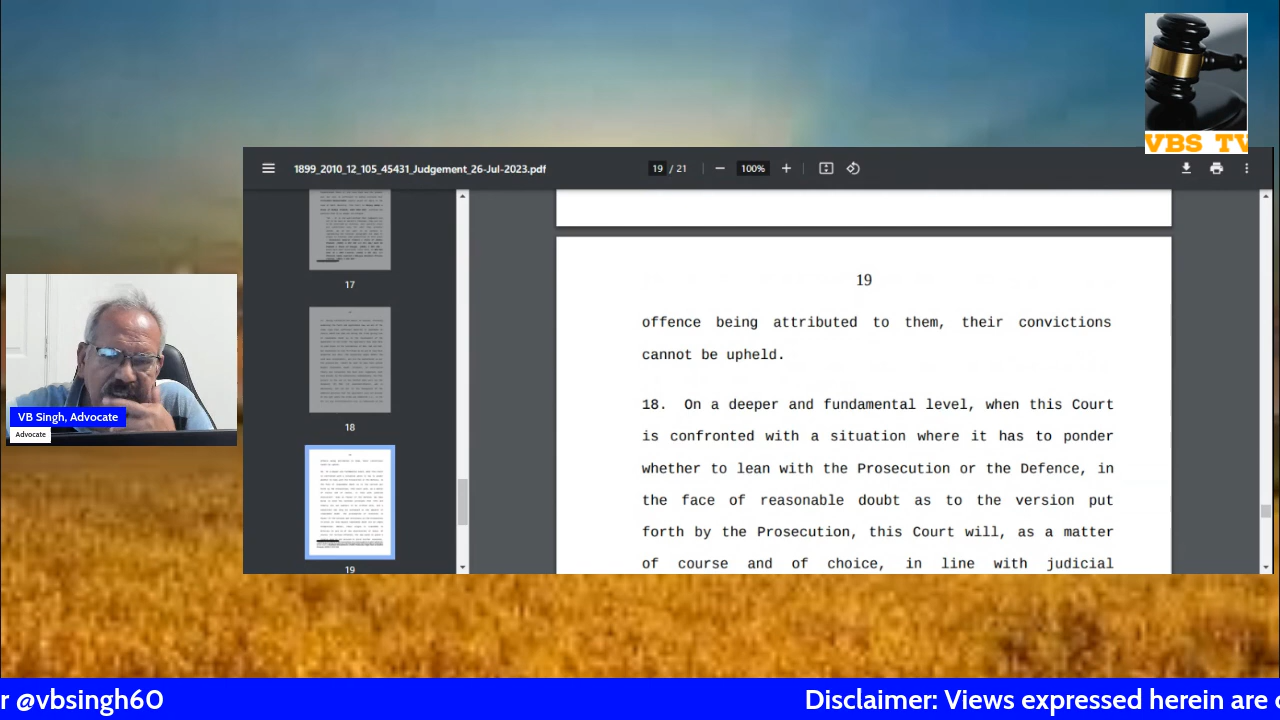 VBS TV
1899_2010_12_105_45431_Judgement_26-Jul-2023.pdf
19 / 21
100%
17
18
19
19
offence being attributed to them, their convictions
cannot be upheld.
18. On a deeper and fundamental level, when this Court
is confronted with a situation where it has to ponder
whether to lean with the Prosecution or the Defence, in
the face of reasonable doubt as to the version put
forth by the Prosecution, this Court will, as a matter
of course and of choice, in line with judicial
VB Singh, Advocate
Advocate
r @vbsingh60
Disclaimer: Views expressed herein are